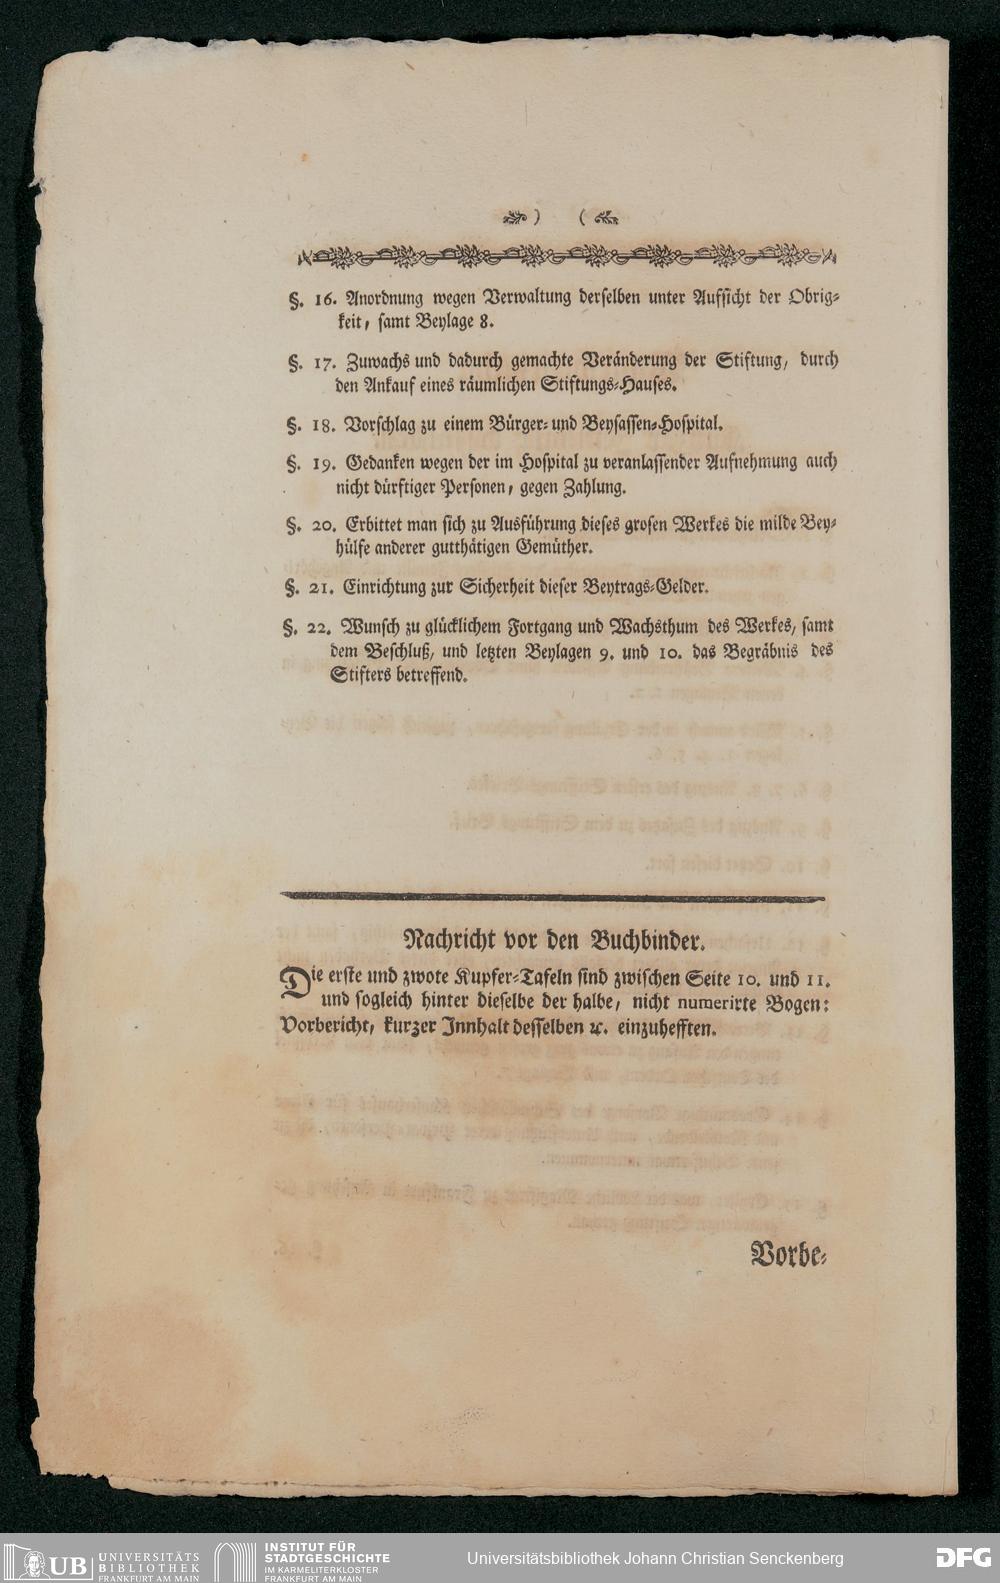 ) (
§. 16. Anordnung wegen Verwaltung derselben unter Aufsicht der Obrig-
keit, samt Beylage 8.
§. 17. Zuwachs und dadurch gemachte Veränderung der Stiftung, durch
den Ankauf eines räumlichen Stiftungs-Hauses.
§. 18. Vorschlag zu einem Bürger- und Beysassen-Hospital.
§. 19. Gedanken wegen der im Hospital zu veranlassender Aufnehmung auch
nicht dürftiger Personen, gegen Zahlung.
§. 20. Erbittet man sich zu Ausführung dieses grosen Werkes die milde Bey-
hülfe anderer gutthätigen Gemüther.
§. 21. Einrichtung zur Sicherheit dieser Beytrags-Gelder.
§. 22. Wunsch zu glücklichem Fortgang und Wachsthum des Werkes, samt
dem Beschluß, und letzten Beylagen 9. und 10. das Begräbnis des
Stifters betreffend.
Nachricht vor den Buchbinder.
Die erste und zwote Kupfer-Tafeln sind zwischen Seite 10. und 11.
und sogleich hinter dieselbe der halbe, nicht numerirte Bogen:
Vorbericht, kurzer Innhalt desselben ꝛc. einzuhefften.
Vorbe-
UB UNIVERSITÄTS
BIBLIOTHEK
FRANKFURT AM MAIN
INSTITUT FÜR
STADTGESCHICHTE
IM KARMELITERKLOSTER
FRANKFURT AM MAIN
Universitätsbibliothek Johann Christian Senckenberg
DFG